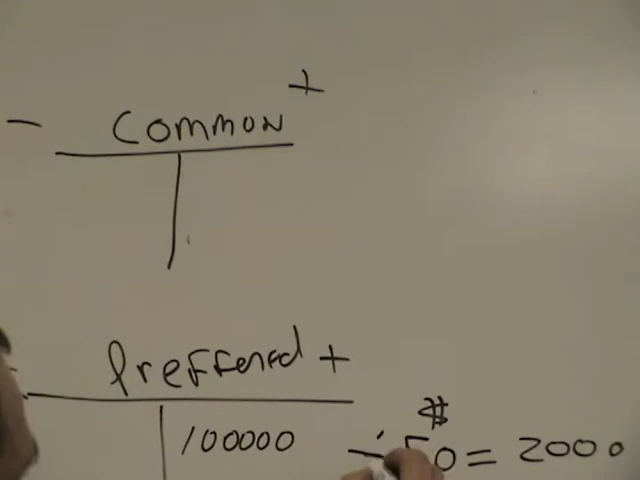 - Common +
Preffered +
$
100000 ÷ 50 = 2000